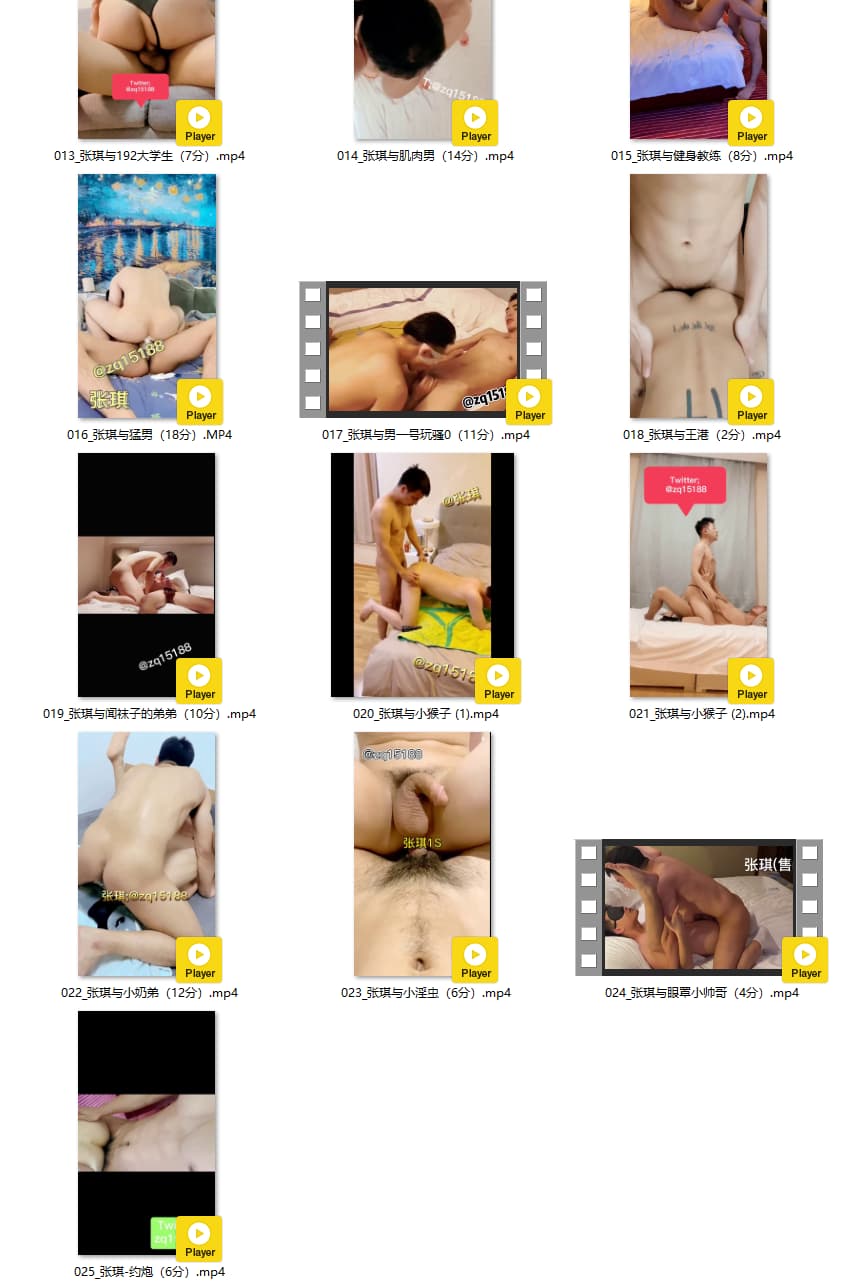 Twitter;
@zq15188
Player
T;@zq15188
Player
Player
013_张琪与192大学生（7分）.mp4
014_张琪与肌肉男（14分）.mp4
015_张琪与健身教练（8分）.mp4
@zq15188
张琪
Player
@zq151
Player
Player
016_张琪与猛男（18分）.MP4
017_张琪与男一号玩骚0（11分）.mp4
018_张琪与王港（2分）.mp4
@zq15188
Player
@张琪
@zq15188
Player
Twitter;
@zq15188
Player
019_张琪与闻袜子的弟弟（10分）.mp4
020_张琪与小猴子 (1).mp4
021_张琪与小猴子 (2).mp4
张琪;@zq15188
Player
@zq15188
张琪1S
Player
张琪(售
Player
022_张琪与小奶弟（12分）.mp4
023_张琪与小淫虫（6分）.mp4
024_张琪与眼罩小帅哥（4分）.mp4
Twi
zq1
Player
025_张琪-约炮（6分）.mp4